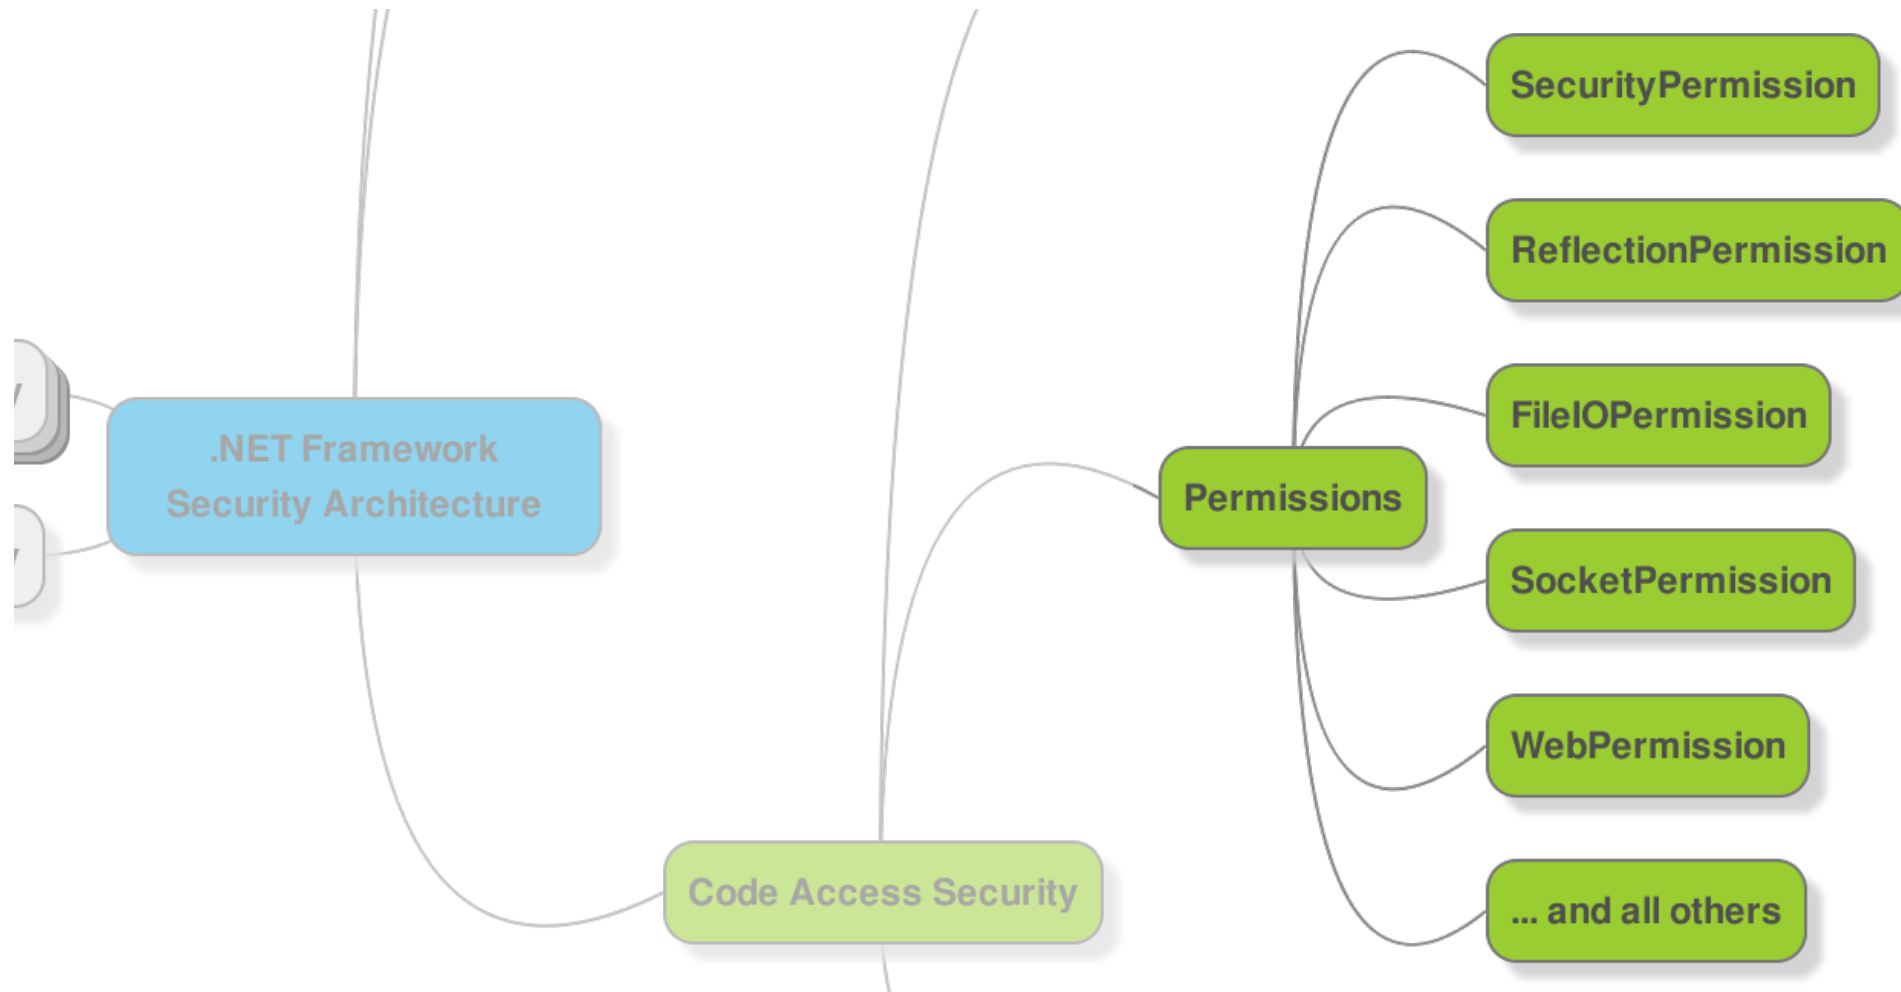 SecurityPermission
ReflectionPermission
FileIOPermission
.NET Framework
Security Architecture
Permissions
SocketPermission
WebPermission
Code Access Security
... and all others